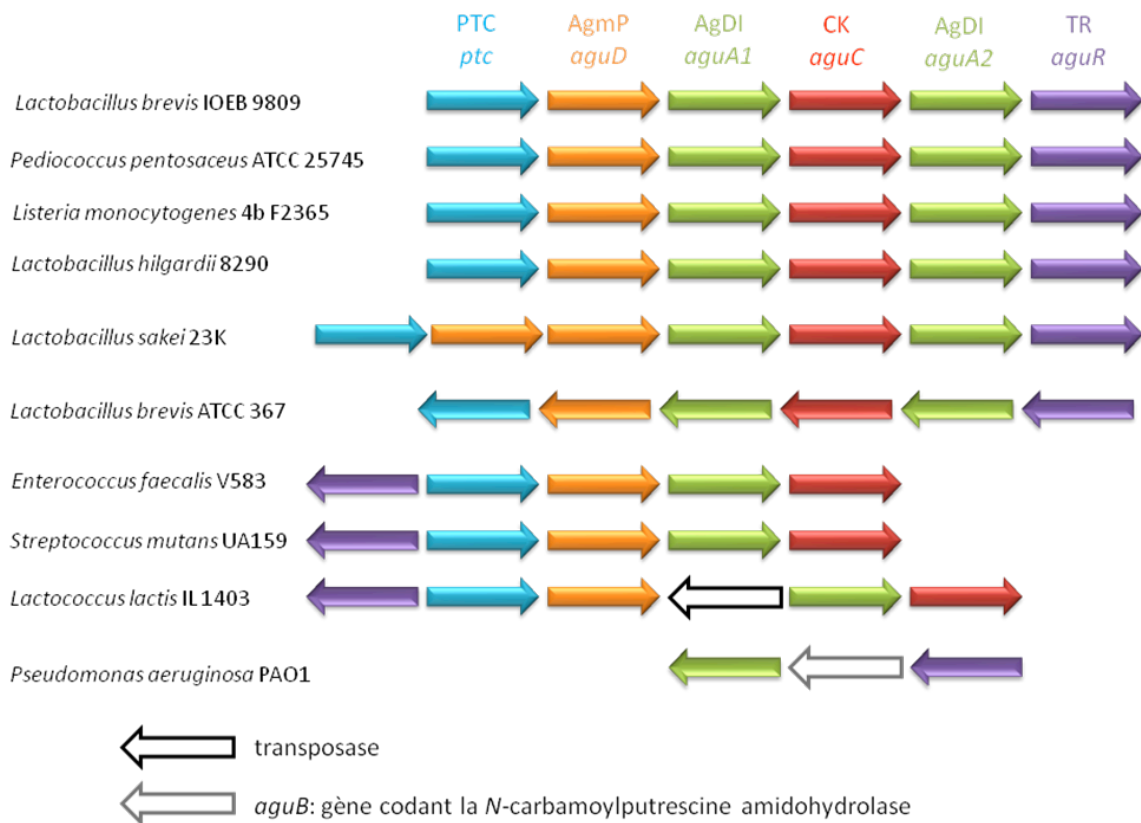 PTC AgmP AgDI CK AgDI TR
ptc aguD aguA1 aguC aguA2 aguR
Lactobacillus brevis IOEB 9809
Pediococcus pentosaceus ATCC 25745
Listeria monocytogenes 4b F2365
Lactobacillus hilgardii 8290
Lactobacillus sakei 23K
Lactobacillus brevis ATCC 367
Enterococcus faecalis V583
Streptococcus mutans UA159
Lactococcus lactis IL1403
Pseudomonas aeruginosa PAO1
transposase
aguB: gène codant la N-carbamoylputrescine amidohydrolase